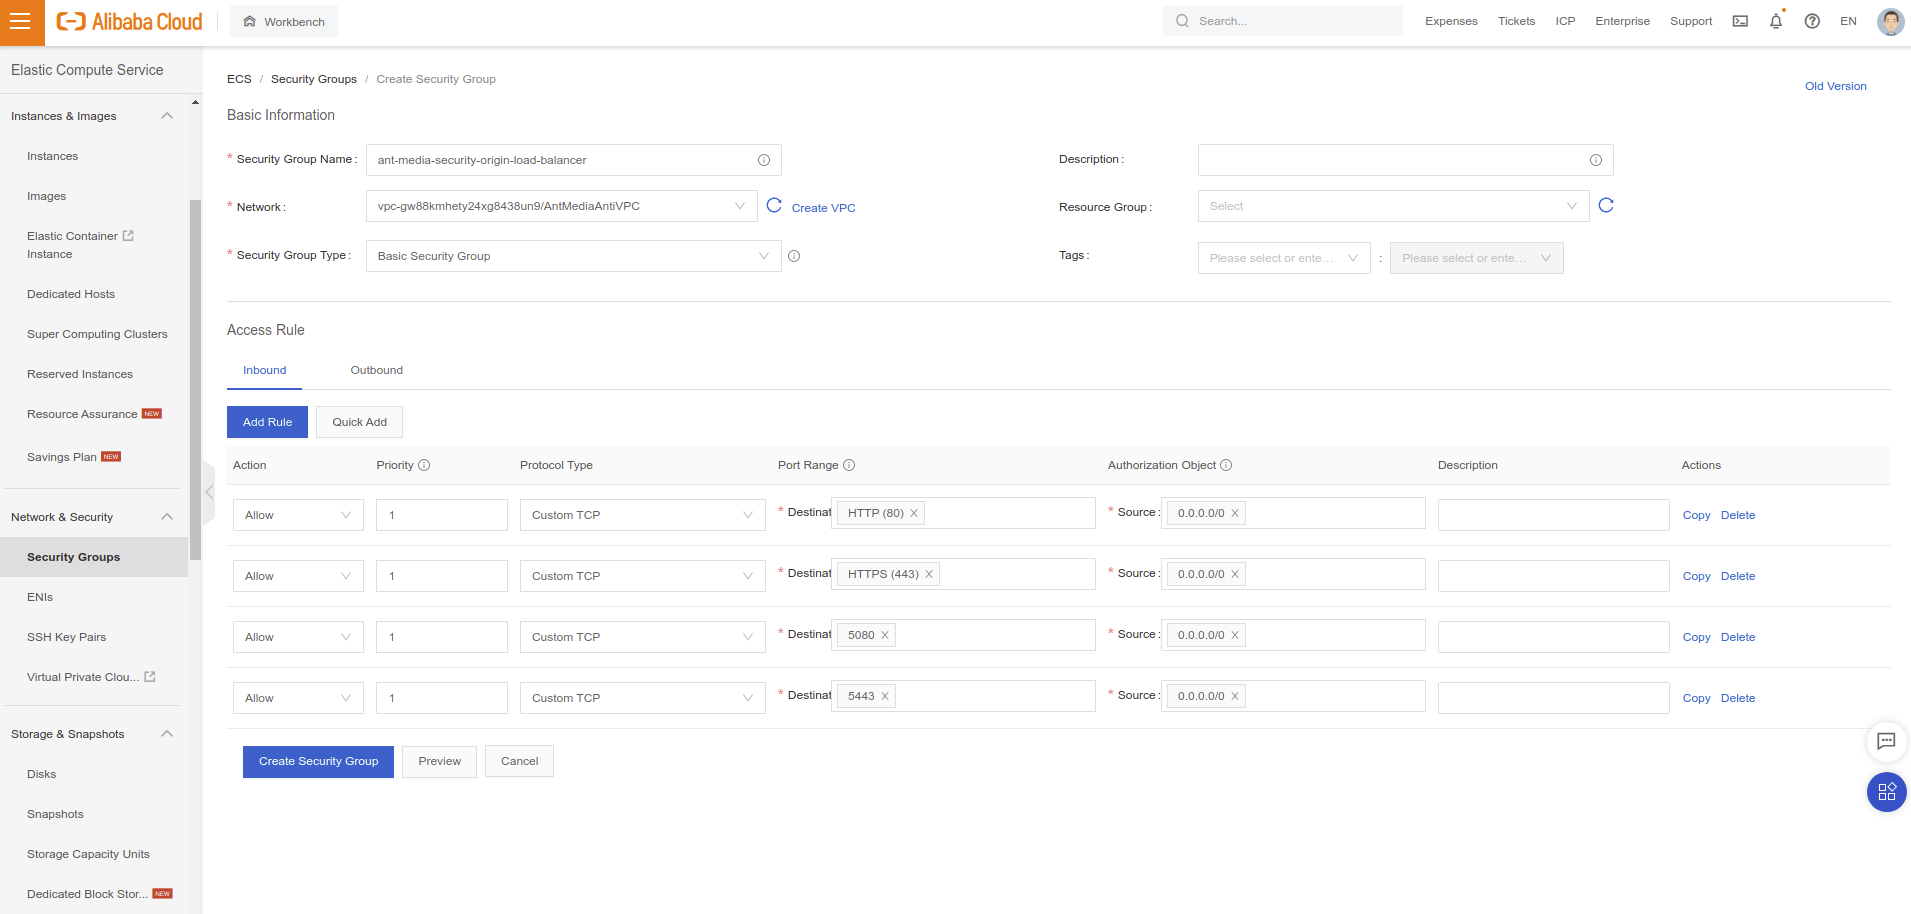 Alibaba Cloud
Workbench
Search...
Expenses Tickets ICP Enterprise Support EN
Elastic Compute Service
Instances & Images
Instances
Images
Elastic Container
Instance
Dedicated Hosts
Super Computing Clusters
Reserved Instances
Resource Assurance NEW
Savings Plan NEW
Network & Security
Security Groups
ENIs
SSH Key Pairs
Virtual Private Clou...
Storage & Snapshots
Disks
Snapshots
Storage Capacity Units
Dedicated Block Stor... NEW
ECS / Security Groups / Create Security Group
Old Version
Basic Information
* Security Group Name : ant-media-security-origin-load-balancer
Description :
* Network : vpc-gw88kmhety24xg8438un9/AntMediaAntiVPC Create VPC
Resource Group : Select
* Security Group Type : Basic Security Group
Tags : Please select or ente... : Please select or ente...
Access Rule
Inbound Outbound
Add Rule Quick Add
Action Priority Protocol Type Port Range Authorization Object Description Actions
Allow 1 Custom TCP * Destinat HTTP (80) * Source : 0.0.0.0/0 Copy Delete
Allow 1 Custom TCP * Destinat HTTPS (443) * Source : 0.0.0.0/0 Copy Delete
Allow 1 Custom TCP * Destinat 5080 * Source : 0.0.0.0/0 Copy Delete
Allow 1 Custom TCP * Destinat 5443 * Source : 0.0.0.0/0 Copy Delete
Create Security Group Preview Cancel